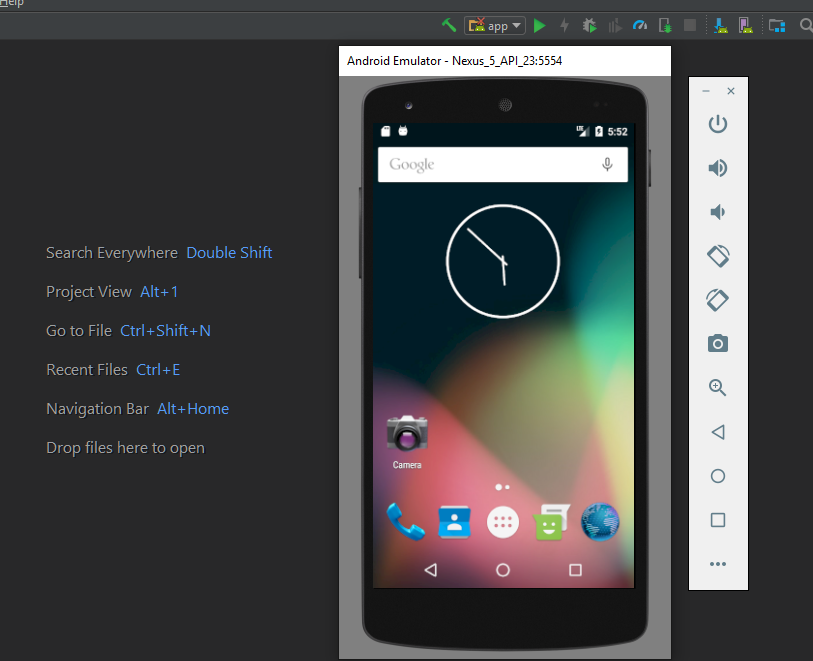 Help
app
Android Emulator - Nexus_5_API_23:5554
LTE 5:52
Google
Search Everywhere Double Shift
Project View Alt+1
Go to File Ctrl+Shift+N
Recent Files Ctrl+E
Navigation Bar Alt+Home
Drop files here to open
Camera